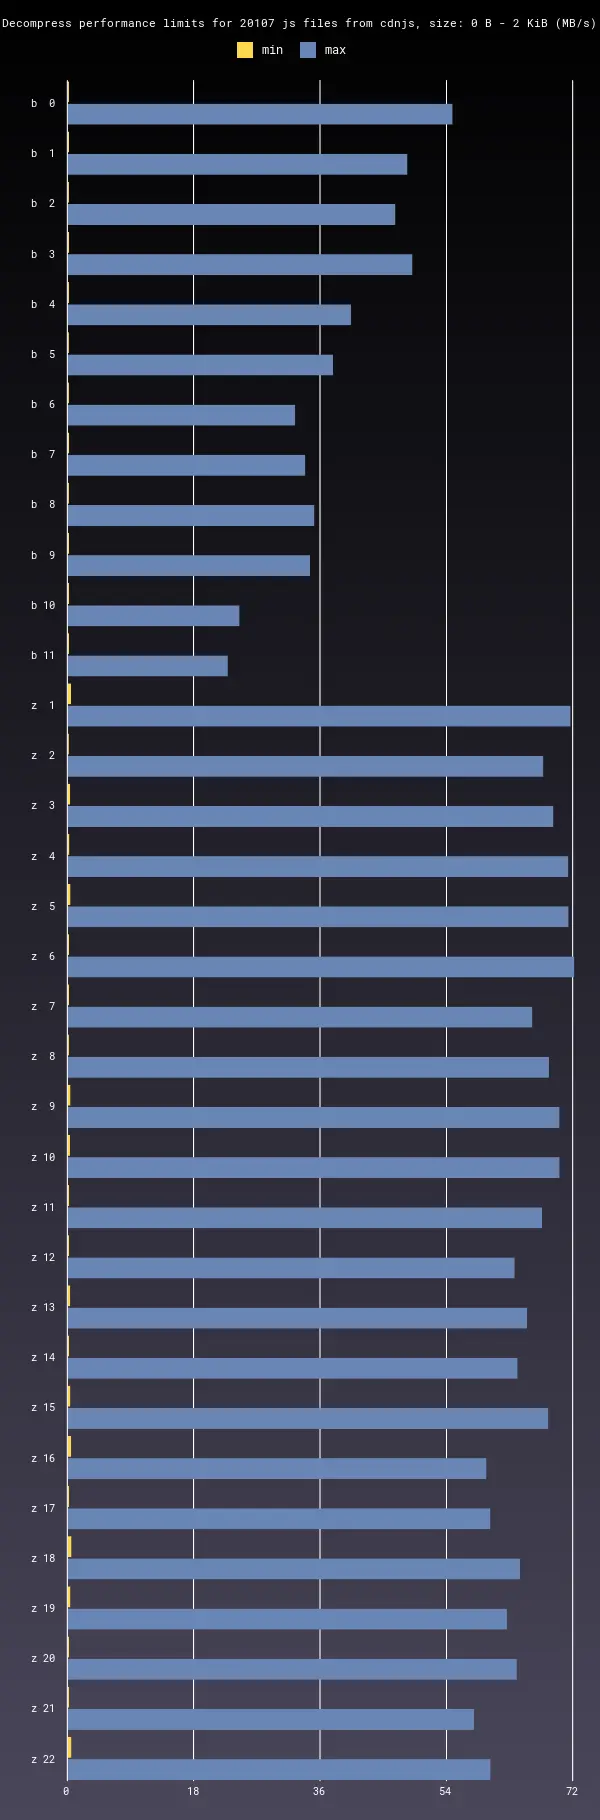 Decompress performance limits for 20107 js files from cdnjs, size: 0 B - 2 KiB (MB/s)
min max
b 0
b 1
b 2
b 3
b 4
b 5
b 6
b 7
b 8
b 9
b 10
b 11
z 1
z 2
z 3
z 4
z 5
z 6
z 7
z 8
z 9
z 10
z 11
z 12
z 13
z 14
z 15
z 16
z 17
z 18
z 19
z 20
z 21
z 22
0 18 36 54 72